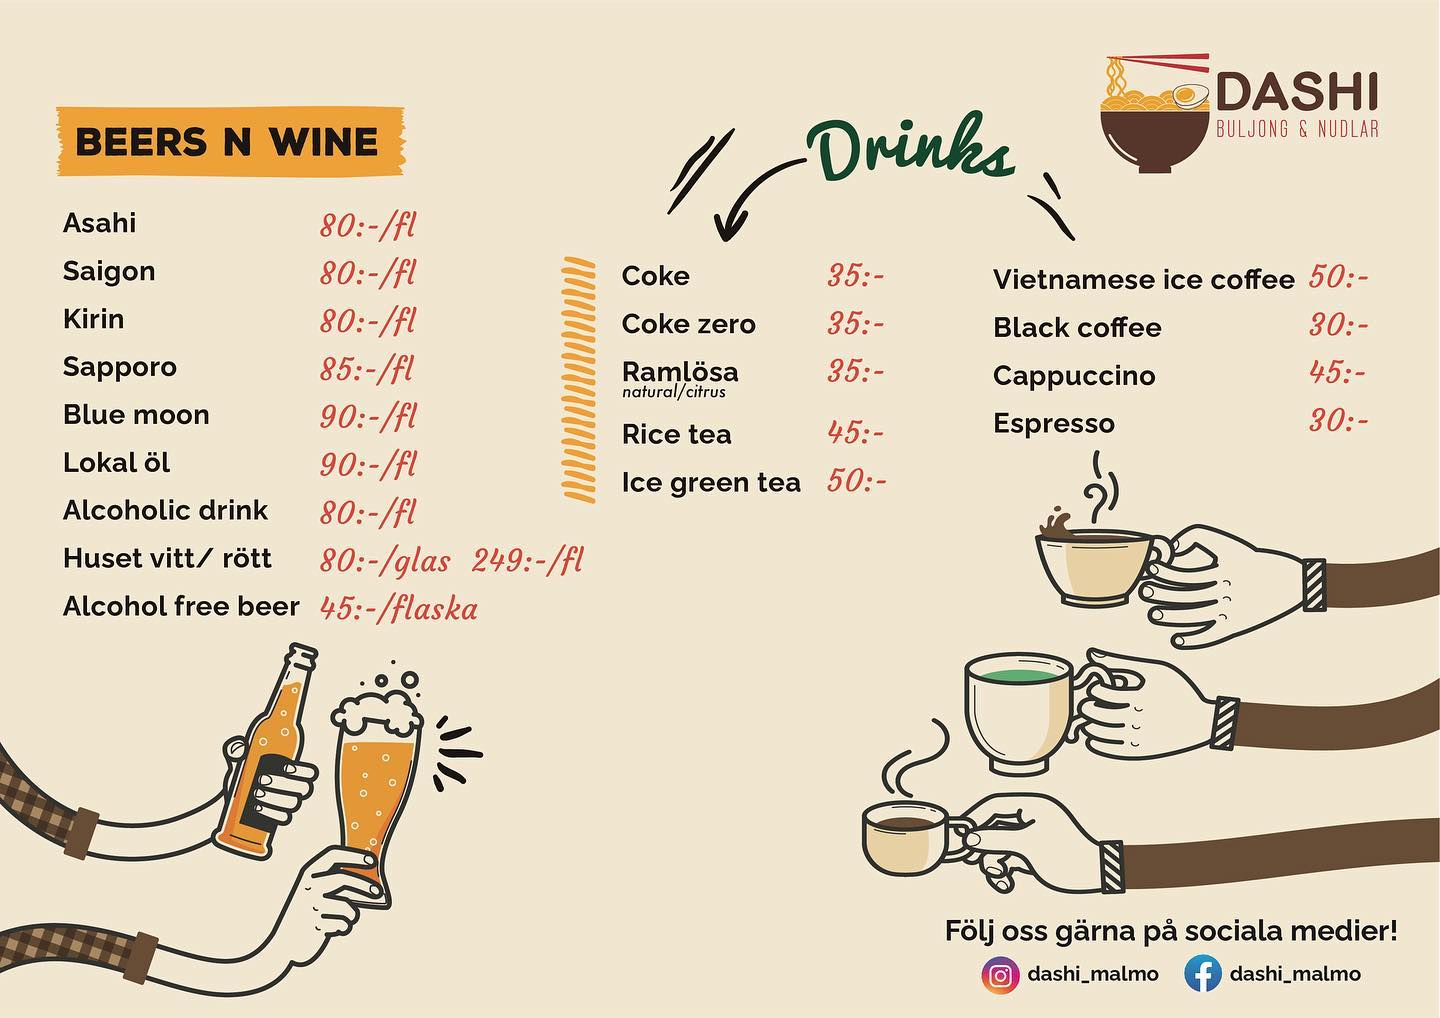 DASHI
BULJONG & NUDLAR
BEERS N WINE
Asahi 80:-/fl
Saigon 80:-/fl
Kirin 80:-/fl
Sapporo 85:-/fl
Blue moon 90:-/fl
Lokal öl 90:-/fl
Alcoholic drink 80:-/fl
Huset vitt/ rött 80:-/glas 249:-/fl
Alcohol free beer 45:-/flaska
Drinks
Coke 35:-
Coke zero 35:-
Ramlösa 35:-
natural/citrus
Rice tea 45:-
Ice green tea 50:-
Vietnamese ice coffee 50:-
Black coffee 30:-
Cappuccino 45:-
Espresso 30:-
Följ oss gärna på sociala medier!
dashi_malmo dashi_malmo